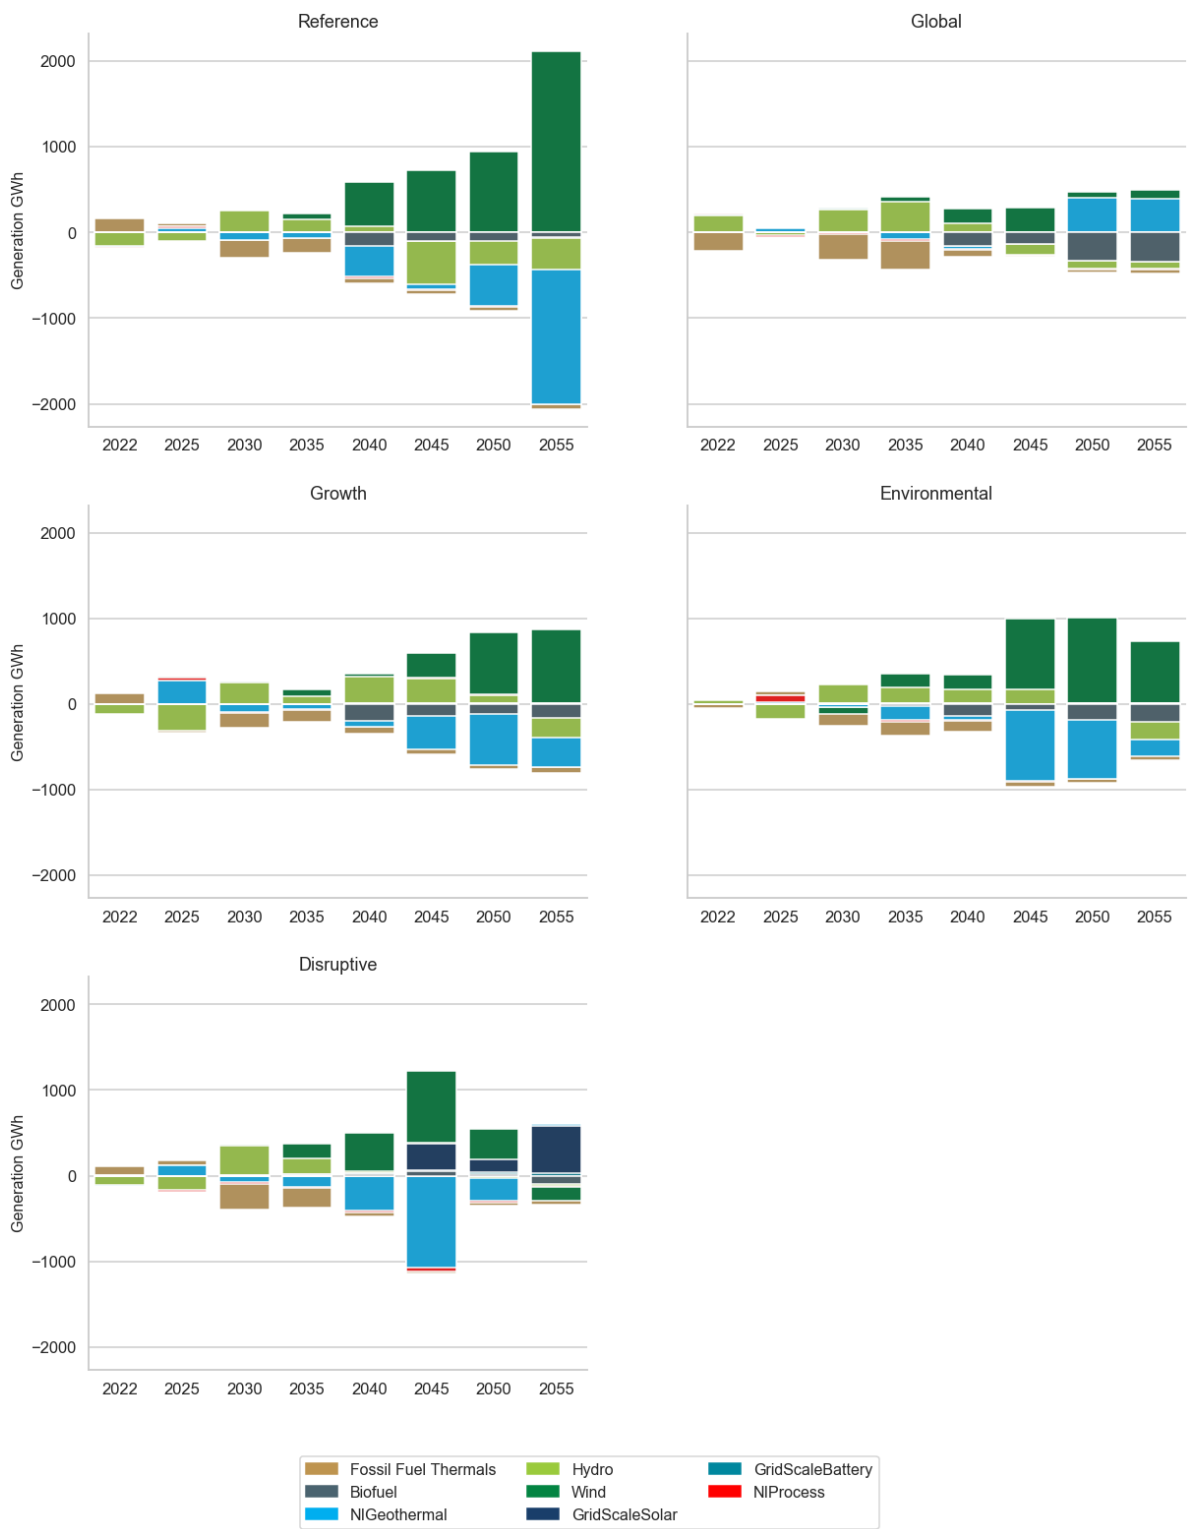 Reference
Global
Generation GWh
2000
1000
0
−1000
−2000
2022 2025 2030 2035 2040 2045 2050 2055
2022 2025 2030 2035 2040 2045 2050 2055
Growth
Environmental
Generation GWh
2000
1000
0
−1000
−2000
2022 2025 2030 2035 2040 2045 2050 2055
2022 2025 2030 2035 2040 2045 2050 2055
Disruptive
Generation GWh
2000
1000
0
−1000
−2000
2022 2025 2030 2035 2040 2045 2050 2055
Fossil Fuel Thermals
Biofuel
NIGeothermal
Hydro
Wind
GridScaleSolar
GridScaleBattery
NIProcess